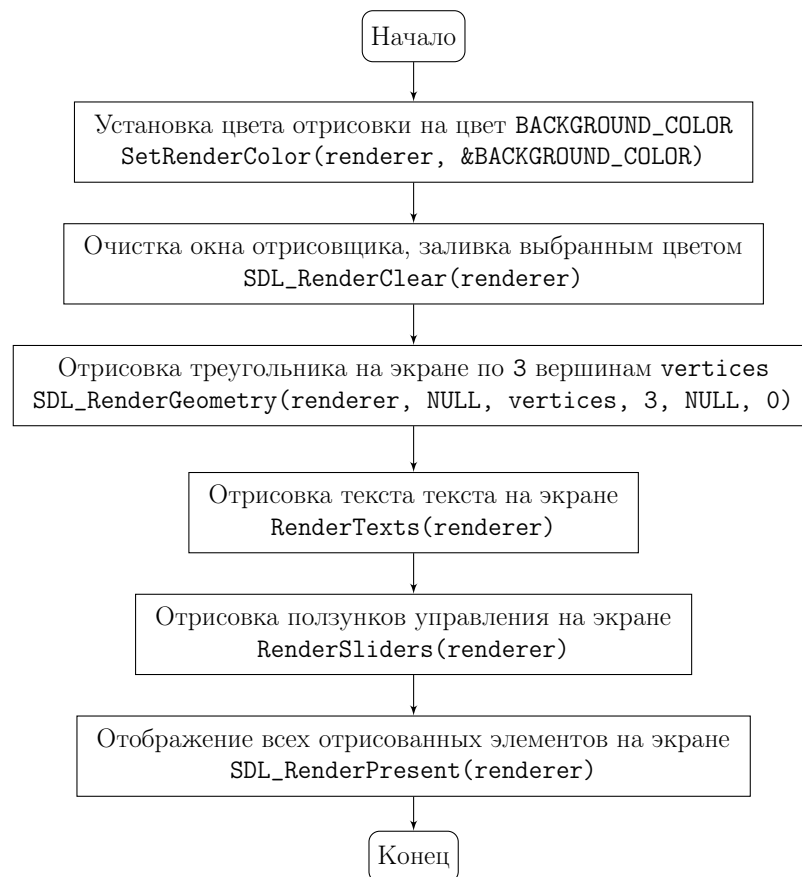 Начало
Установка цвета отрисовки на цвет BACKGROUND_COLOR
SetRenderColor(renderer, &BACKGROUND_COLOR)
Очистка окна отрисовщика, заливка выбранным цветом
SDL_RenderClear(renderer)
Отрисовка треугольника на экране по 3 вершинам vertices
SDL_RenderGeometry(renderer, NULL, vertices, 3, NULL, 0)
Отрисовка текста текста на экране
RenderTexts(renderer)
Отрисовка ползунков управления на экране
RenderSliders(renderer)
Отображение всех отрисованных элементов на экране
SDL_RenderPresent(renderer)
Конец